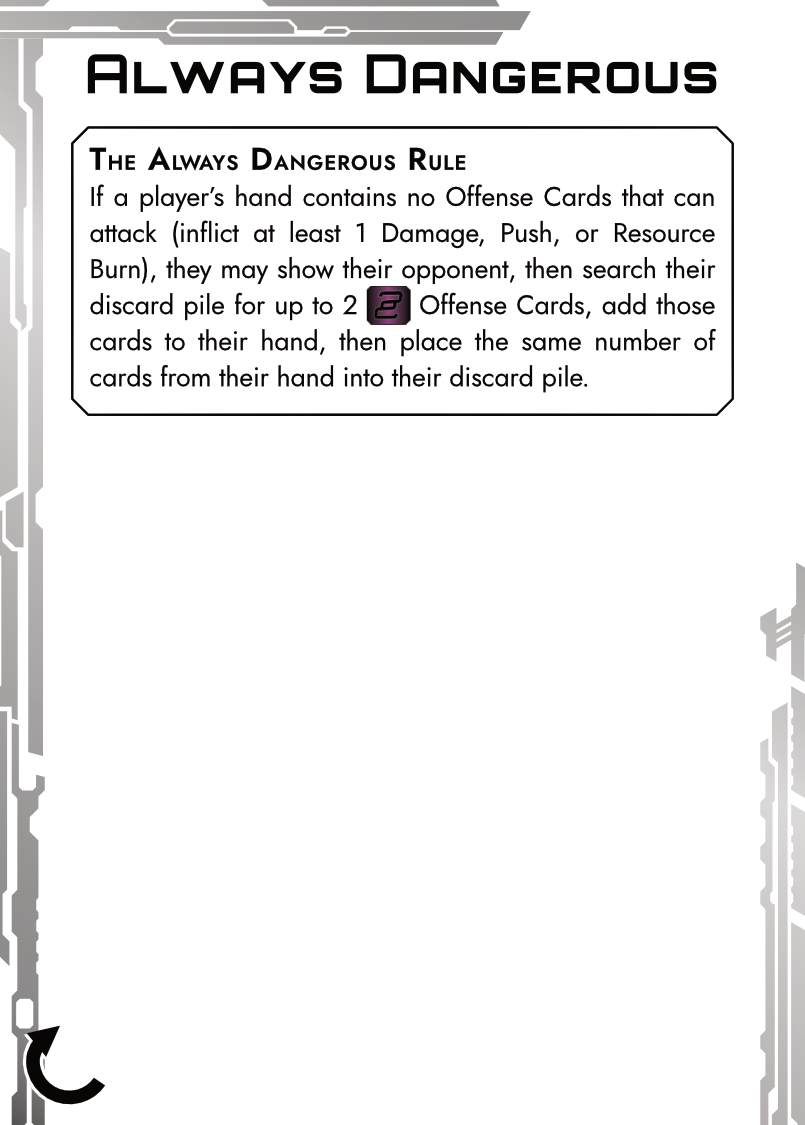 Always Dangerous
The Always Dangerous Rule
If a player’s hand contains no Offense Cards that can
attack (inflict at least 1 Damage, Push, or Resource
Burn), they may show their opponent, then search their
discard pile for up to 2 2 Offense Cards, add those
cards to their hand, then place the same number of
cards from their hand into their discard pile.